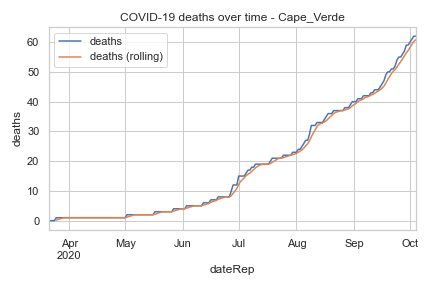 COVID-19 deaths over time - Cape_Verde
deaths
deaths (rolling)
60
50
40
30
20
10
0
deaths
Apr
2020
May
Jun
Jul
Aug
Sep
Oct
dateRep